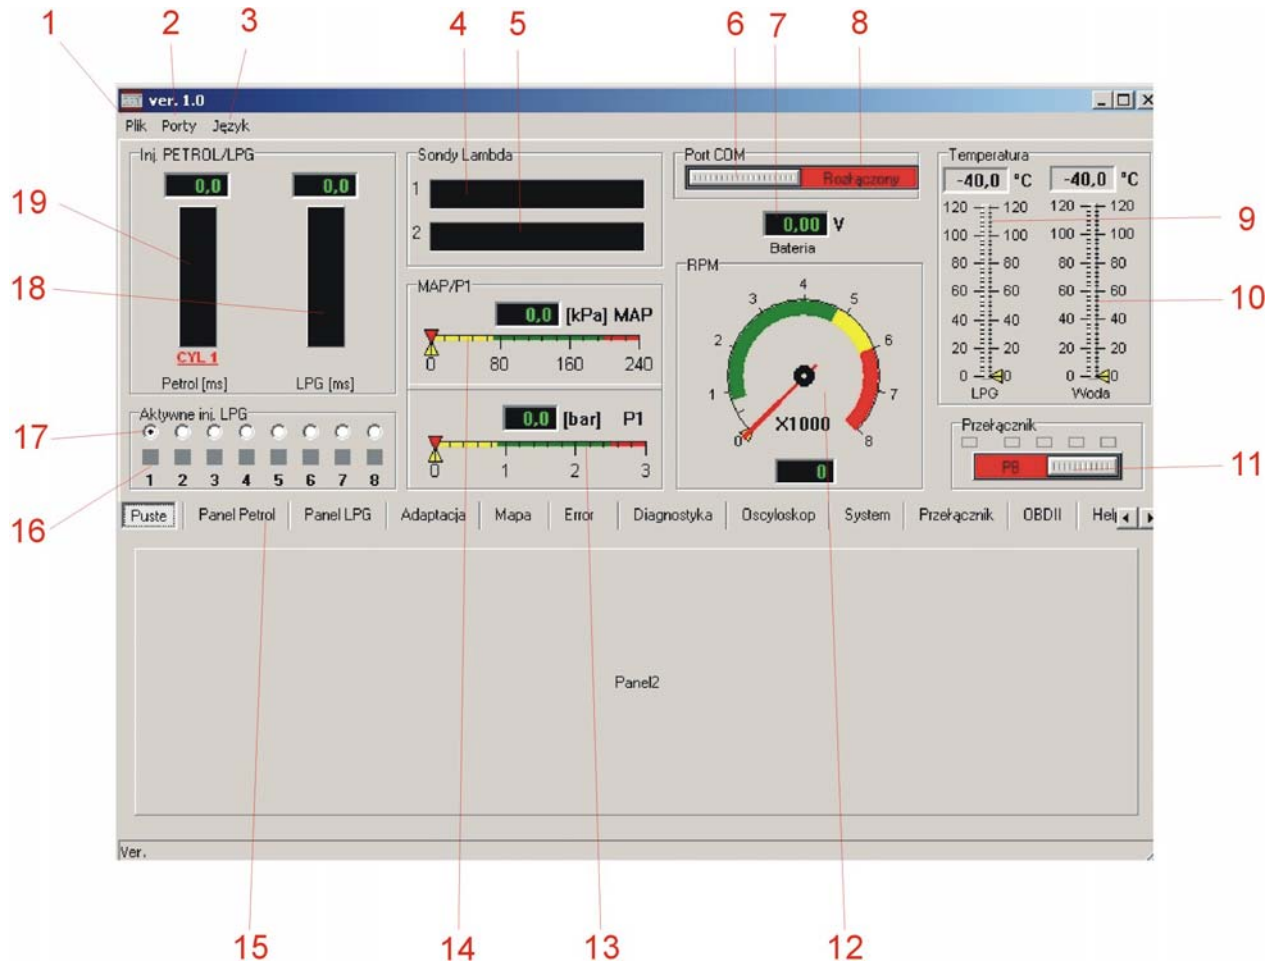 1 2 3 4 5 6 7 8
ver. 1.0
Plik Porty Język
Inj. PETROL/LPG
0,0 0,0
CYL 1
Petrol [ms] LPG [ms]
19
18
Sondy Lambda
1
2
MAP/P1
0,0 [kPa] MAP
0 80 160 240
0,0 [bar] P1
0 1 2 3
Port COM
Rozłączony
0,00 V
Bateria
RPM
0 1 2 3 4 5 6 7 8
X1000
0
Temperatura
-40,0 °C -40,0 °C
120 120 120 120
100 100 100 100
80 80 80 80
60 60 60 60
40 40 40 40
20 20 20 20
0 0 0 0
LPG Woda
9
10
Aktywne inj. LPG
1 2 3 4 5 6 7 8
17
16
Przełącznik
PB
11
Puste Panel Petrol Panel LPG Adaptacja Mapa Error Diagnostyka Oscyloskop System Przełącznik OBDII Help
Panel2
Ver.
15 14 13 12